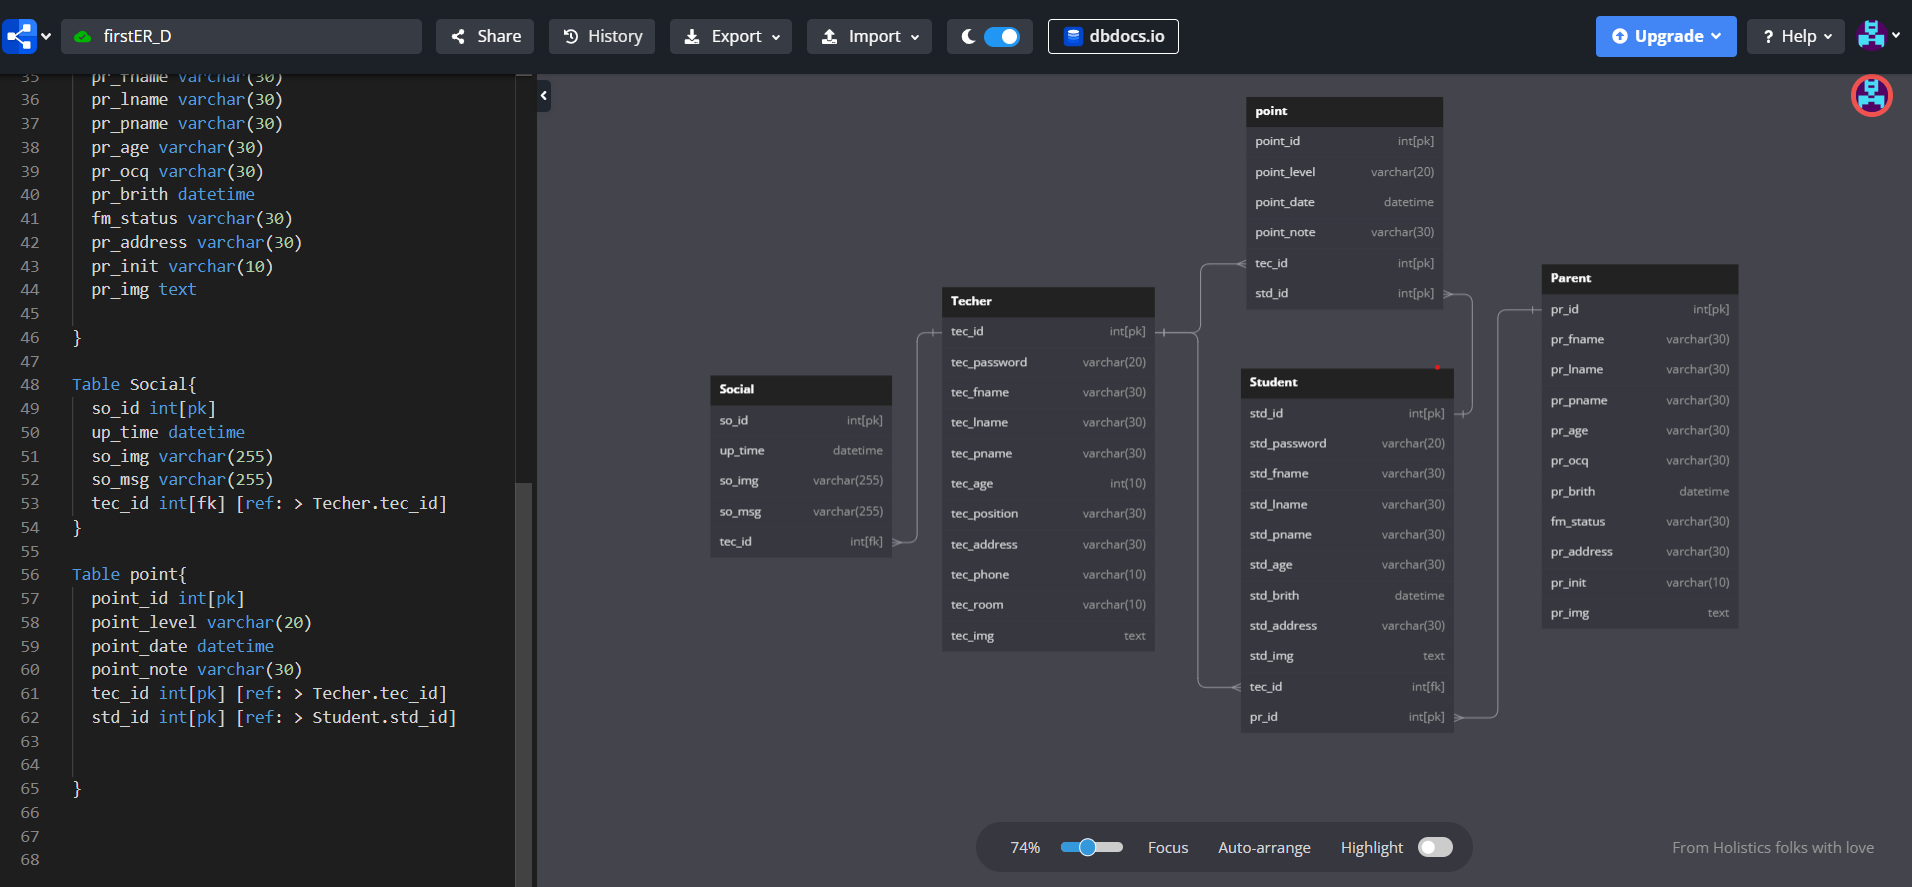 firstER_D
Share
History
Export
Import
dbdocs.io
Upgrade
? Help
35 pr_fname varchar(30)
36 pr_lname varchar(30)
37 pr_pname varchar(30)
38 pr_age varchar(30)
39 pr_ocq varchar(30)
40 pr_brith datetime
41 fm_status varchar(30)
42 pr_address varchar(30)
43 pr_init varchar(10)
44 pr_img text
45
46 }
47
48 Table Social{
49 so_id int[pk]
50 up_time datetime
51 so_img varchar(255)
52 so_msg varchar(255)
53 tec_id int[fk] [ref: > Techer.tec_id]
54 }
55
56 Table point{
57 point_id int[pk]
58 point_level varchar(20)
59 point_date datetime
60 point_note varchar(30)
61 tec_id int[pk] [ref: > Techer.tec_id]
62 std_id int[pk] [ref: > Student.std_id]
63
64
65 }
66
67
68
Social
so_id int[pk]
up_time datetime
so_img varchar(255)
so_msg varchar(255)
tec_id int[fk]
Techer
tec_id int[pk]
tec_password varchar(20)
tec_fname varchar(30)
tec_lname varchar(30)
tec_pname varchar(30)
tec_age int(10)
tec_position varchar(30)
tec_address varchar(30)
tec_phone varchar(10)
tec_room varchar(10)
tec_img text
point
point_id int[pk]
point_level varchar(20)
point_date datetime
point_note varchar(30)
tec_id int[pk]
std_id int[pk]
Student
std_id int[pk]
std_password varchar(20)
std_fname varchar(30)
std_lname varchar(30)
std_pname varchar(30)
std_age varchar(30)
std_brith datetime
std_address varchar(30)
std_img text
tec_id int[fk]
pr_id int[pk]
Parent
pr_id int[pk]
pr_fname varchar(30)
pr_lname varchar(30)
pr_pname varchar(30)
pr_age varchar(30)
pr_ocq varchar(30)
pr_brith datetime
fm_status varchar(30)
pr_address varchar(30)
pr_init varchar(10)
pr_img text
74%
Focus
Auto-arrange
Highlight
From Holistics folks with love